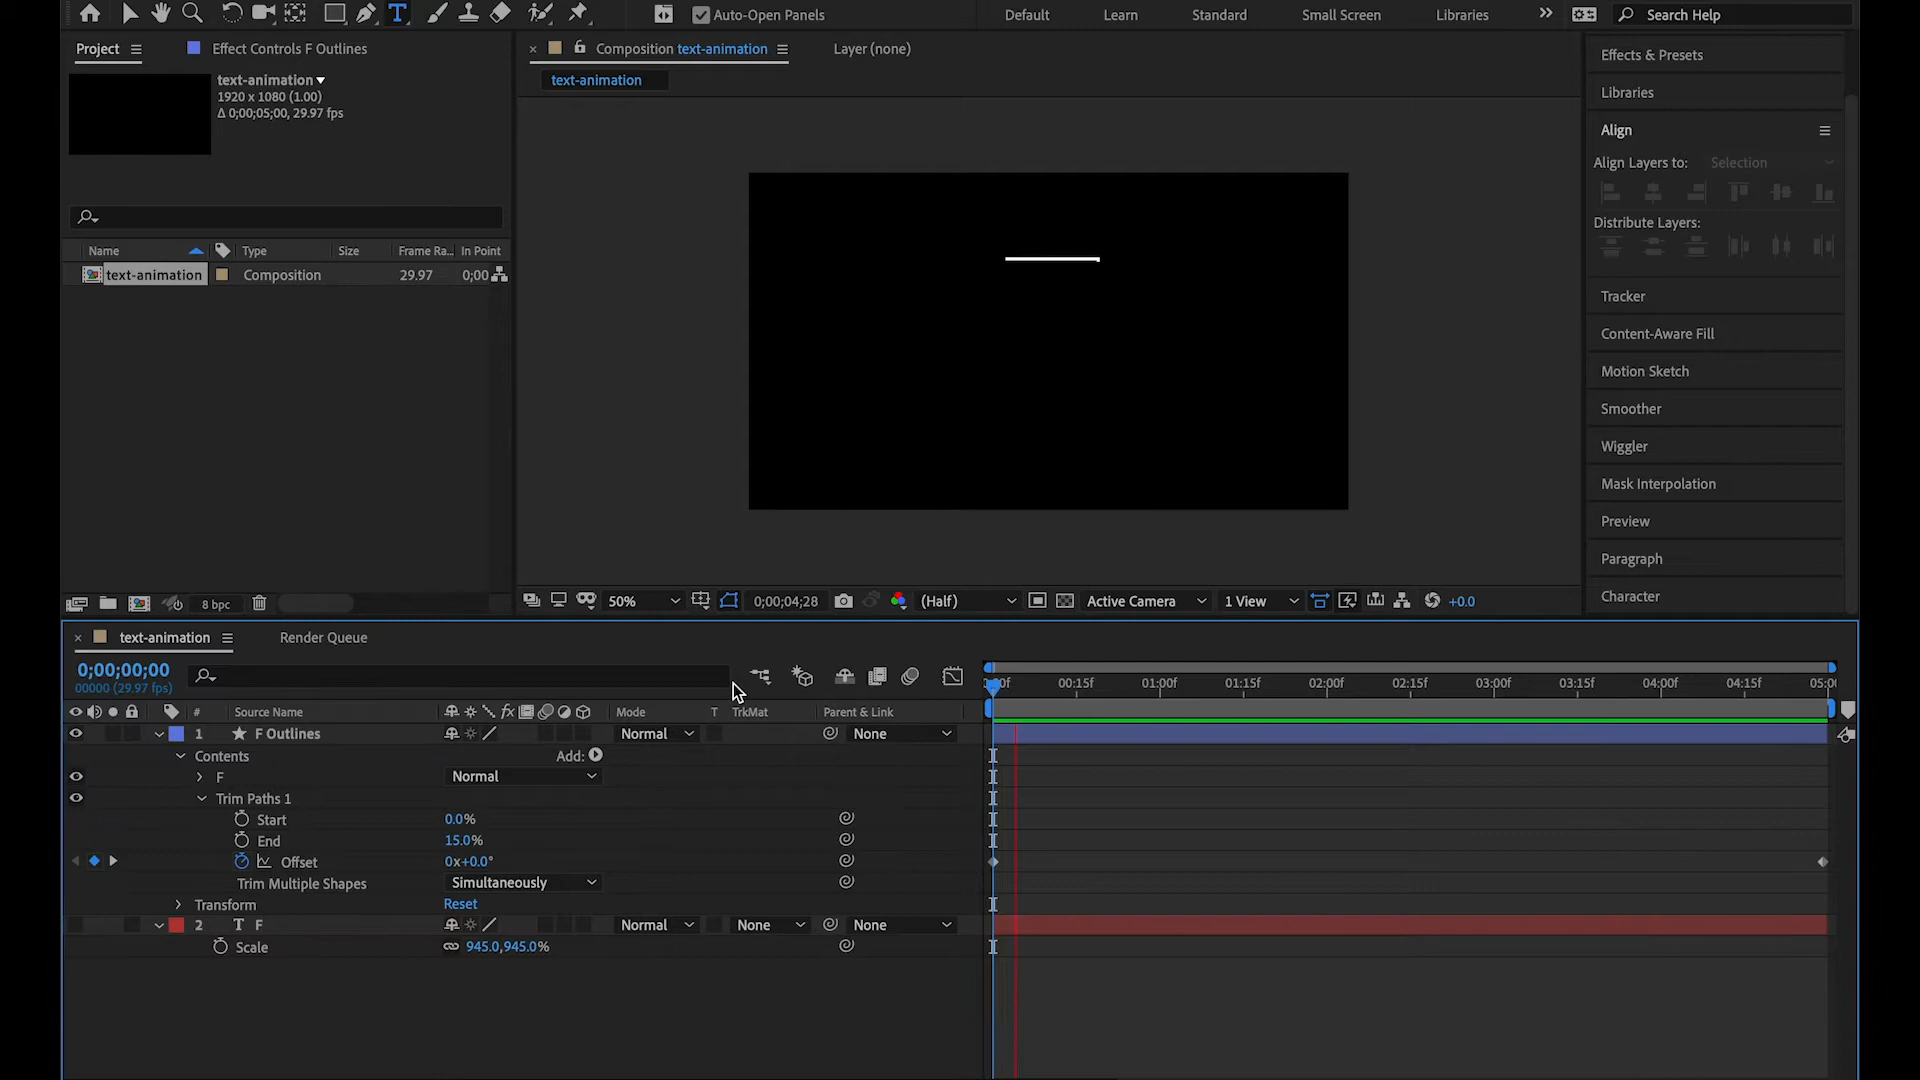 T
Auto-Open Panels
Default
Learn
Standard
Small Screen
Libraries
Search Help
Project
Effect Controls F Outlines
Composition text-animation
Layer (none)
text-animation
text-animation
1920 x 1080 (1.00)
Δ 0;00;05;00, 29.97 fps
Name
Type
Size
Frame Ra...
In Point
text-animation
Composition
29.97
0;00
Effects & Presets
Libraries
Align
Align Layers to:
Selection
Distribute Layers:
Tracker
Content-Aware Fill
Motion Sketch
Smoother
Wiggler
Mask Interpolation
Preview
Paragraph
Character
8 bpc
50%
0;00;04;28
(Half)
Active Camera
1 View
+0.0
text-animation
Render Queue
0;00;00;00
00000 (29.97 fps)
00:15f
01:00f
01:15f
02:00f
02:15f
03:00f
03:15f
04:00f
04:15f
#
Source Name
fx
Mode
T
TrkMat
Parent & Link
1
F Outlines
Normal
None
Contents
Add:
F
Normal
Trim Paths 1
Start
0.0%
End
15.0%
Offset
0x+0.0°
Trim Multiple Shapes
Simultaneously
Transform
Reset
2
T
F
Normal
None
None
Scale
945.0,945.0%